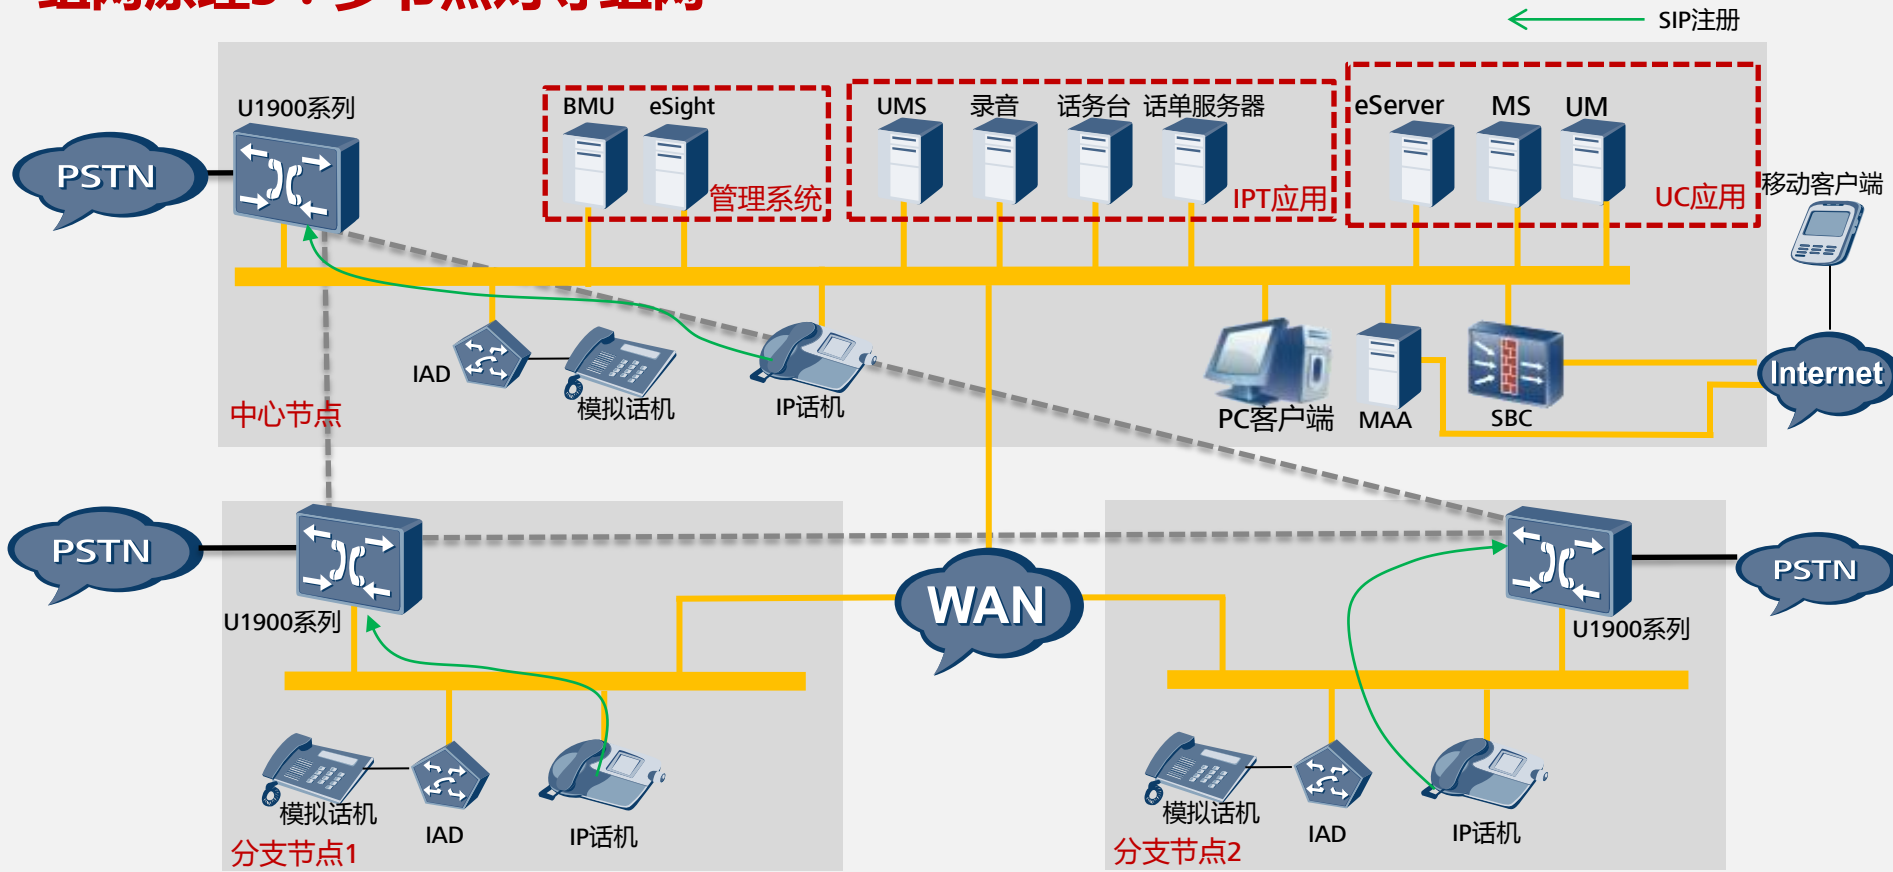 SIP注册
U1900系列
BMU
eSight
UMS
录音
话务台
话单服务器
eServer
MS
UM
PSTN
管理系统
IPT应用
UC应用
移动客户端
IAD
模拟话机
IP话机
PC客户端
MAA
SBC
Internet
中心节点
PSTN
U1900系列
WAN
PSTN
U1900系列
模拟话机
IAD
IP话机
分支节点1
模拟话机
IAD
IP话机
分支节点2